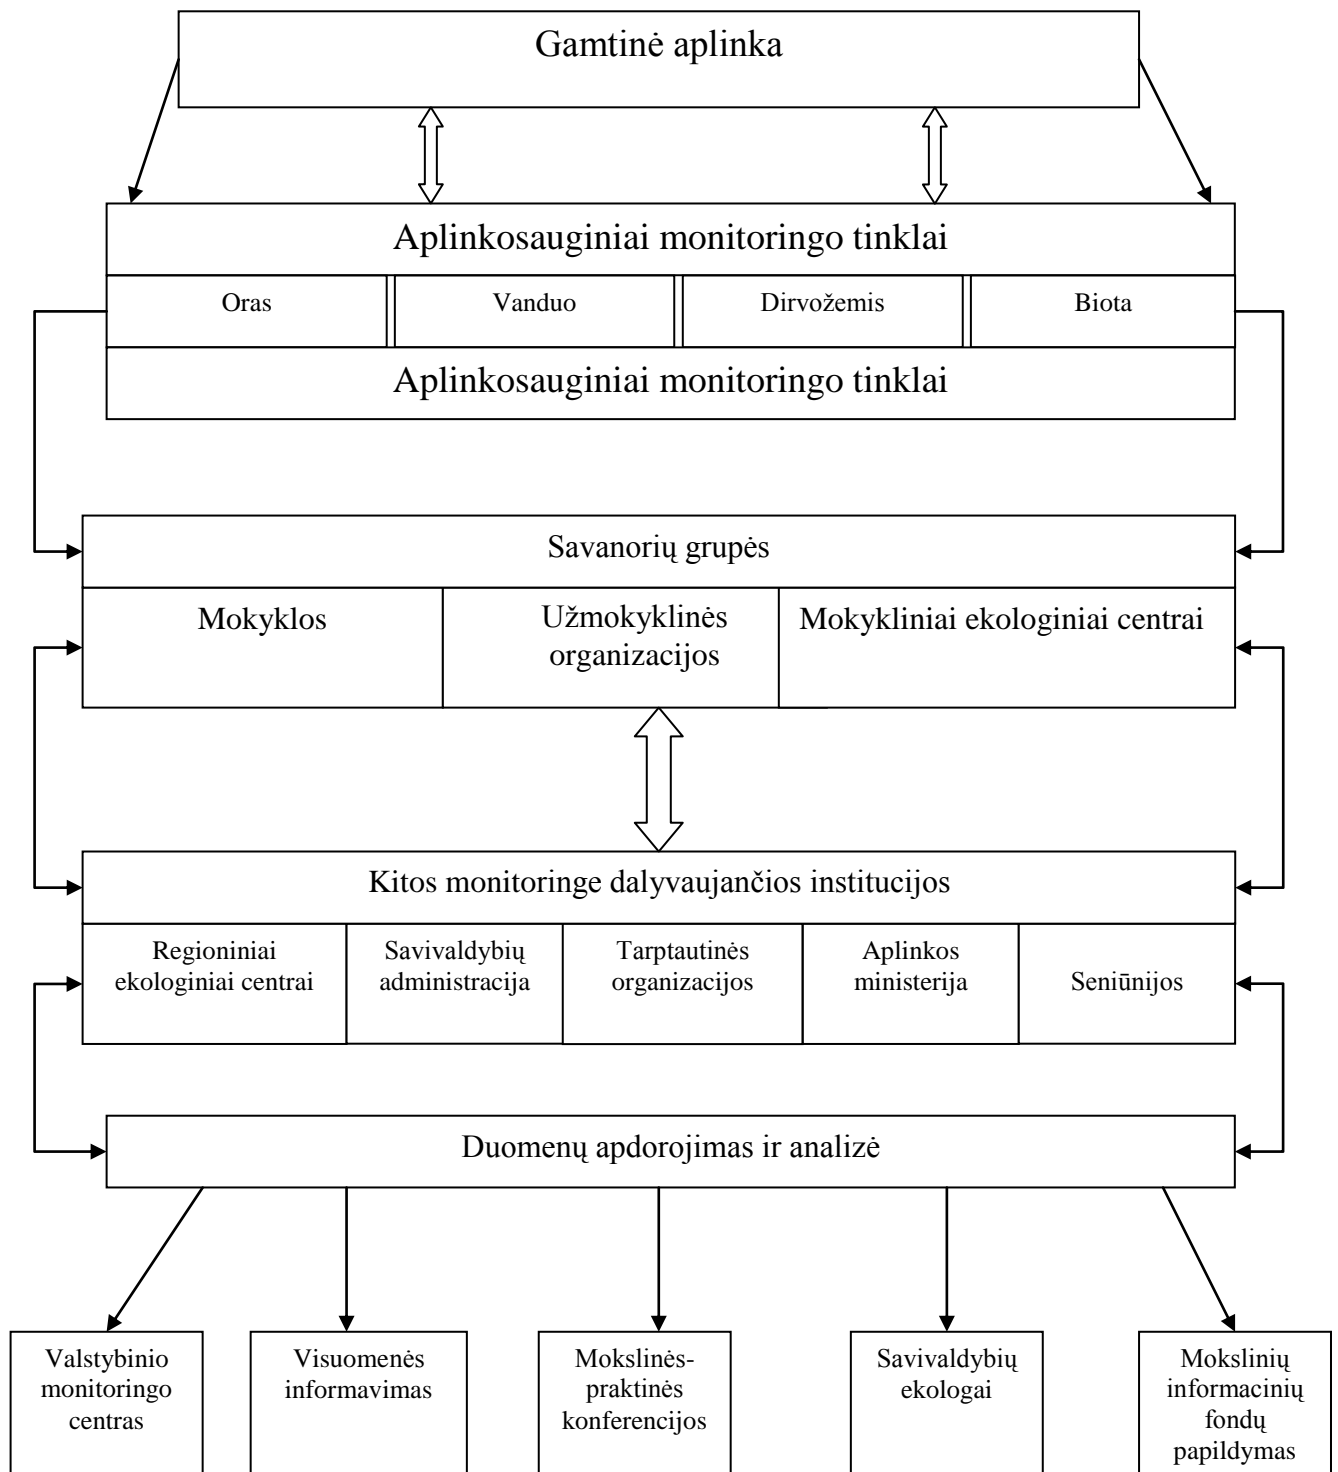 Gamtinė aplinka
Aplinkosauginiai monitoringo tinklai
Oras
Vanduo
Dirvožemis
Biota
Aplinkosauginiai monitoringo tinklai
Savanorių grupės
Mokyklos
Užmokyklinės
organizacijos
Mokykliniai ekologiniai centrai
Kitos monitoringe dalyvaujančios institucijos
Regioniniai
ekologiniai centrai
Savivaldybių
administracija
Tarptautinės
organizacijos
Aplinkos
ministerija
Seniūnijos
Duomenų apdorojimas ir analizė
Valstybinio
monitoringo
centras
Visuomenės
informavimas
Mokslinės-
praktinės
konferencijos
Savivaldybių
ekologai
Mokslinių
informacinių
fondų
papildymas